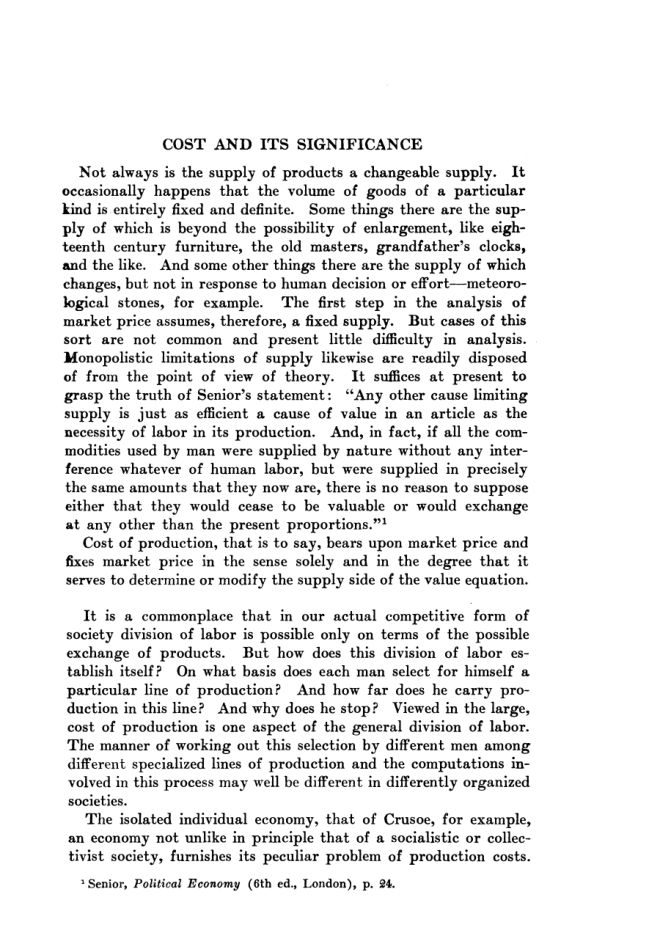 COST AND ITS SIGNIFICANCE
Not always is the supply of products a changeable supply. It
occasionally happens that the volume of goods of a particular
kind is entirely fixed and definite. Some things there are the sup-
ply of which is beyond the possibility of enlargement, like eigh-
teenth century furniture, the old masters, grandfather's clocks,
and the like. And some other things there are the supply of which
changes, but not in response to human decision or effort—meteoro-
logical stones, for example. The first step in the analysis of
market price assumes, therefore, a fixed supply. But cases of this
sort are not common and present little difficulty in analysis.
Monopolistic limitations of supply likewise are readily disposed
of from the point of view of theory. It suffices at present to
grasp the truth of Senior's statement: "Any other cause limiting
supply is just as efficient a cause of value in an article as the
necessity of labor in its production. And, in fact, if all the com-
modities used by man were supplied by nature without any inter-
ference whatever of human labor, but were supplied in precisely
the same amounts that they now are, there is no reason to suppose
either that they would cease to be valuable or would exchange
at any other than the present proportions."¹
Cost of production, that is to say, bears upon market price and
fixes market price in the sense solely and in the degree that it
serves to determine or modify the supply side of the value equation.
It is a commonplace that in our actual competitive form of
society division of labor is possible only on terms of the possible
exchange of products. But how does this division of labor es-
tablish itself? On what basis does each man select for himself a
particular line of production? And how far does he carry pro-
duction in this line? And why does he stop? Viewed in the large,
cost of production is one aspect of the general division of labor.
The manner of working out this selection by different men among
different specialized lines of production and the computations in-
volved in this process may well be different in differently organized
societies.
The isolated individual economy, that of Crusoe, for example,
an economy not unlike in principle that of a socialistic or collec-
tivist society, furnishes its peculiar problem of production costs.
¹ Senior, Political Economy (6th ed., London), p. 24.